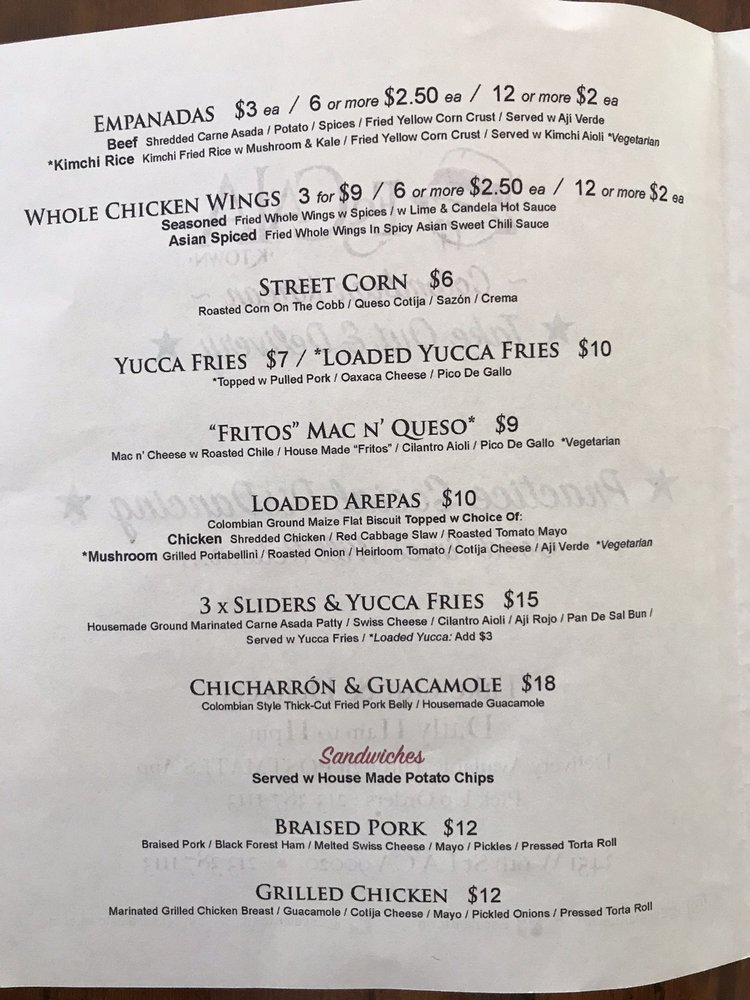 EMPANADAS $3 ea / 6 or more $2.50 ea / 12 or more $2 ea
Beef Shredded Carne Asada / Potato / Spices / Fried Yellow Corn Crust / Served w Aji Verde
*Kimchi Rice Kimchi Fried Rice w Mushroom & Kale / Fried Yellow Corn Crust / Served w Kimchi Aioli *Vegetarian
WHOLE CHICKEN WINGS 3 for $9 / 6 or more $2.50 ea / 12 or more $2 ea
Seasoned Fried Whole Wings w Spices / w Lime & Candela Hot Sauce
Asian Spiced Fried Whole Wings In Spicy Asian Sweet Chili Sauce
STREET CORN $6
Roasted Corn On The Cobb / Queso Cotija / Sazón / Crema
YUCCA FRIES $7 / *LOADED YUCCA FRIES $10
*Topped w Pulled Pork / Oaxaca Cheese / Pico De Gallo
"FRITOS" MAC N' QUESO* $9
Mac n' Cheese w Roasted Chile / House Made "Fritos" / Cilantro Aioli / Pico De Gallo *Vegetarian
LOADED AREPAS $10
Colombian Ground Maize Flat Biscuit Topped w Choice Of:
Chicken Shredded Chicken / Red Cabbage Slaw / Roasted Tomato Mayo
*Mushroom Grilled Portabellini / Roasted Onion / Heirloom Tomato / Cotija Cheese / Aji Verde *Vegetarian
3 X SLIDERS & YUCCA FRIES $15
Housemade Ground Marinated Carne Asada Patty / Swiss Cheese / Cilantro Aioli / Aji Rojo / Pan De Sal Bun /
Served w Yucca Fries / *Loaded Yucca: Add $3
CHICHARRÓN & GUACAMOLE $18
Colombian Style Thick-Cut Fried Pork Belly / Housemade Guacamole
Sandwiches
Served w House Made Potato Chips
BRAISED PORK $12
Braised Pork / Black Forest Ham / Melted Swiss Cheese / Mayo / Pickles / Pressed Torta Roll
GRILLED CHICKEN $12
Marinated Grilled Chicken Breast / Guacamole / Cotija Cheese / Mayo / Pickled Onions / Pressed Torta Roll